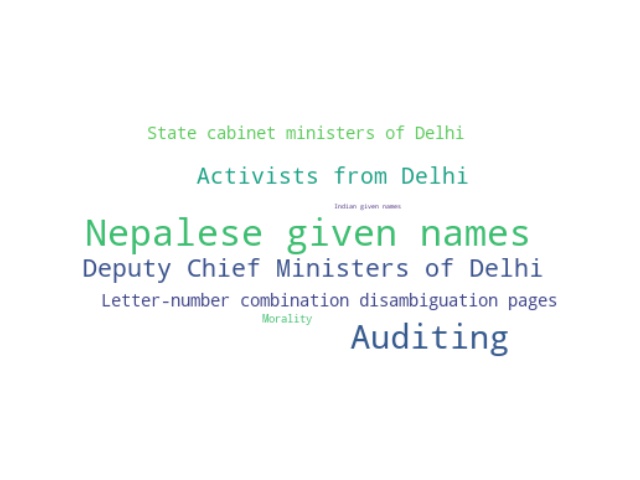 State cabinet ministers of Delhi
Activists from Delhi
Indian given names
Nepalese given names
Deputy Chief Ministers of Delhi
Letter-number combination disambiguation pages
Morality
Auditing